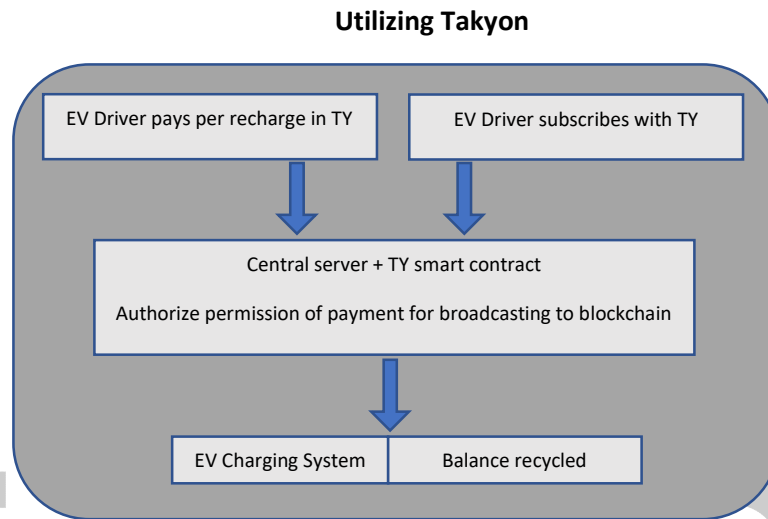 Utilizing Takyon
EV Driver pays per recharge in TY
EV Driver subscribes with TY
Central server + TY smart contract
Authorize permission of payment for broadcasting to blockchain
EV Charging System
Balance recycled